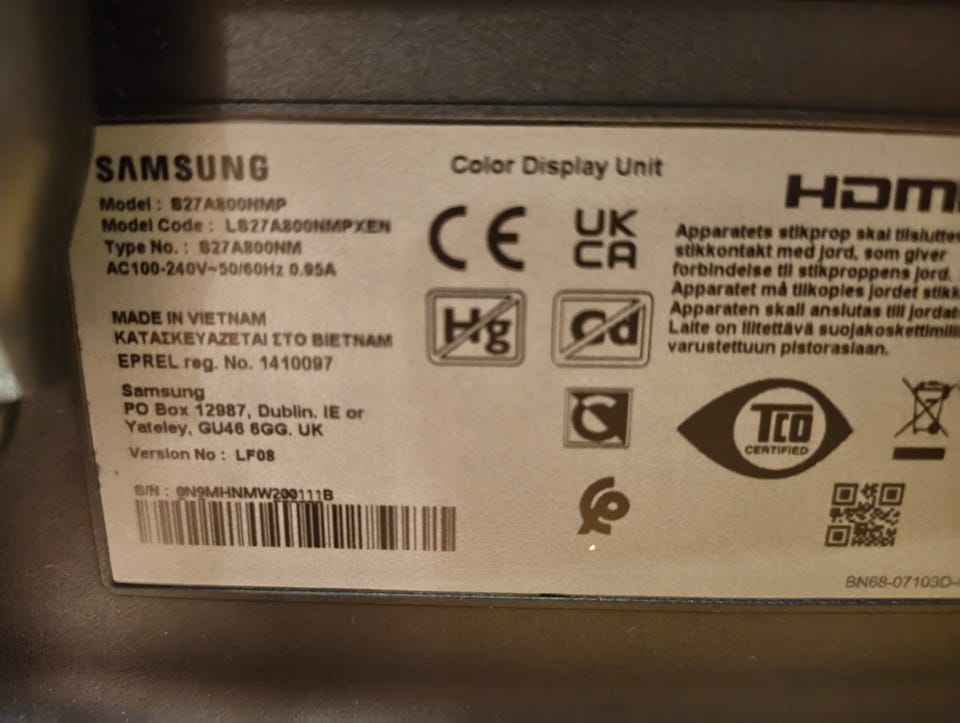 SAMSUNG
Color Display Unit
HDMI
Model : S27A800NMP
Model Code : LS27A800NMPXEN
Type No. : S27A800NM
AC100-240V~50/60Hz 0.95A
MADE IN VIETNAM
ΚΑΤΑΣΚΕΥΑΖΕΤΑΙ ΣΤΟ ΒΙΕΤΝΑΜ
EPREL reg. No. 1410097
Samsung
PO Box 12987, Dublin. IE or
Yateley, GU46 6GG. UK
Version No : LF08
S/N : 0N9MHNMW200111B
CE
UK
CA
Hg
Cd
Apparatets stikprop skal tilsluttes
stikkontakt med jord, som giver
forbindelse til stikproppens jord.
Apparatet må tilkoples jordet
Apparaten skall anslutas till
Laite on liitettävä
varustettuun pistorasiaan.
TCO
CERTIFIED
BN68-07103D-